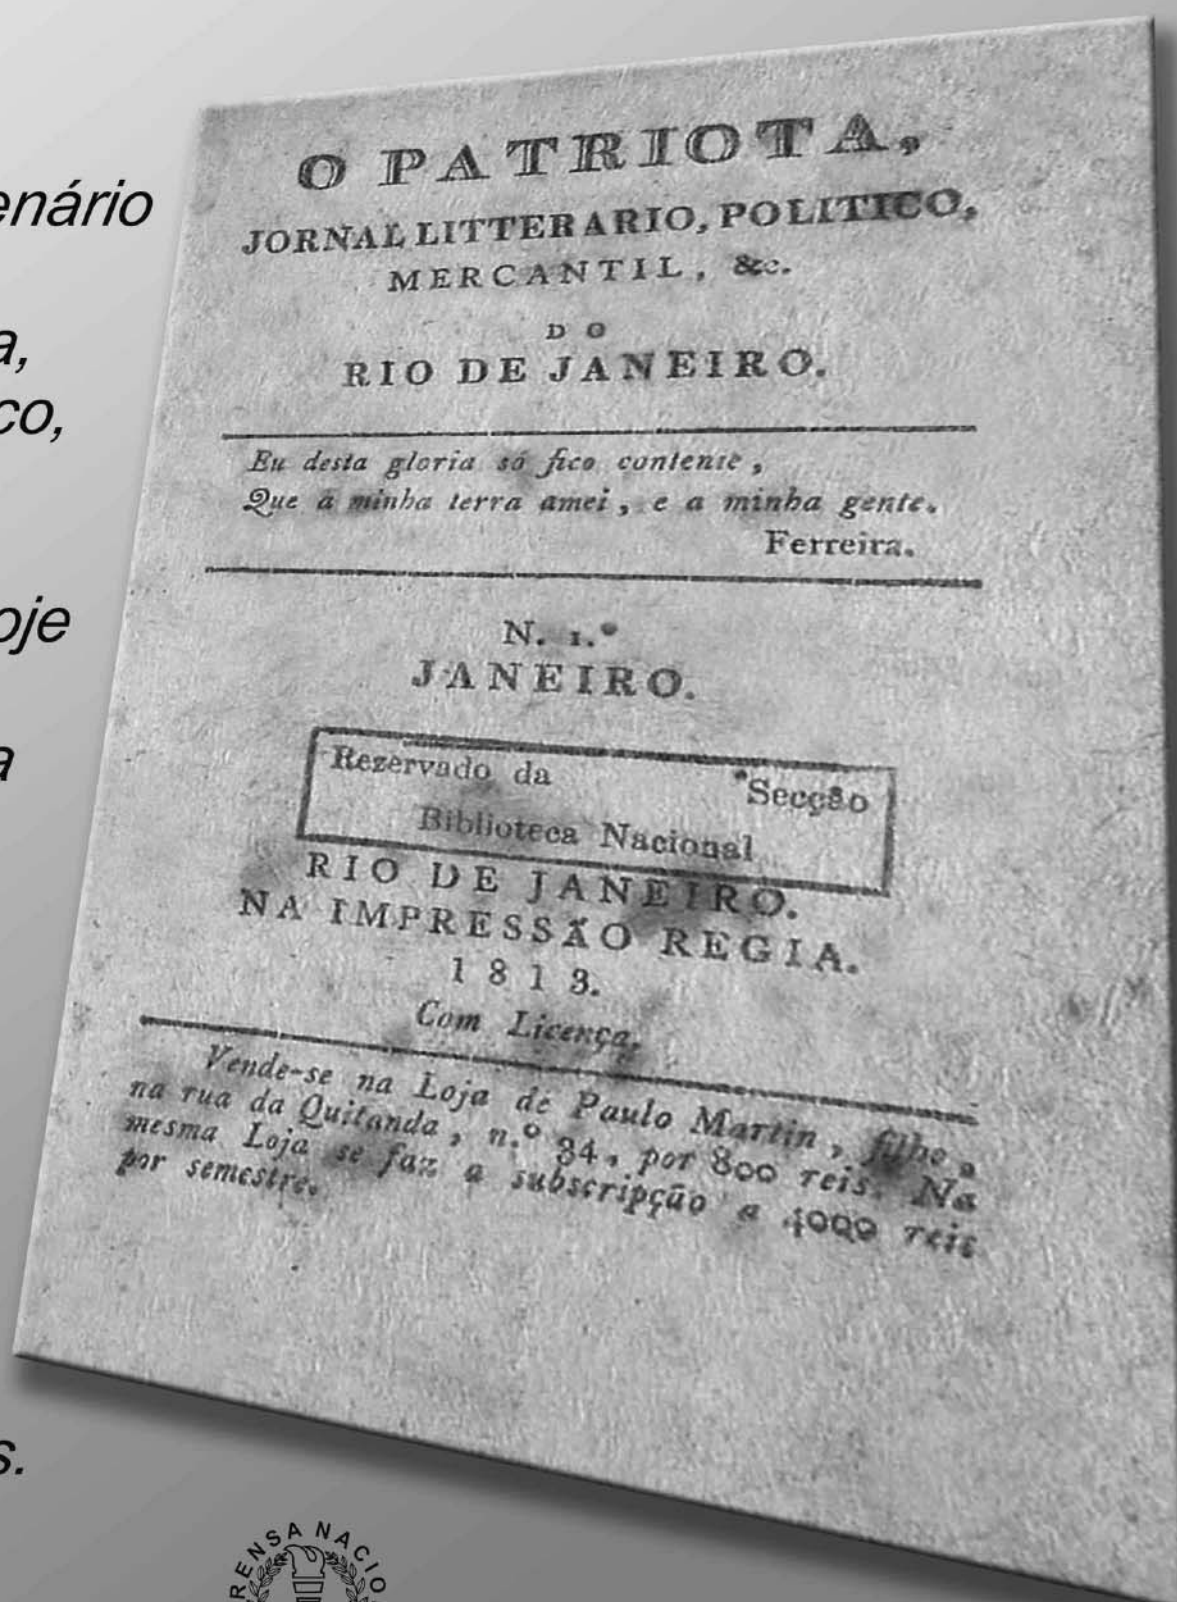 enário
a,
co,
oje
a
s.
O PATRIOTA,
JORNAL LITTERARIO, POLITICO,
MERCANTIL, &c.
DO
RIO DE JANEIRO.
Eu desta gloria só fico contente,
Que a minha terra amei, e a minha gente.
Ferreira.
N. 1.º
JANEIRO.
Rezervado da Secção
Biblioteca Nacional
RIO DE JANEIRO.
NA IMPRESSÃO REGIA.
1813.
Com Licença.
Vende-se na Loja de Paulo Martin, filho,
na rua da Quitanda, n.º 34, por 800 reis. Na
mesma Loja se faz a subscripção a 4000 reis
por semestre.
RENSA NACIO